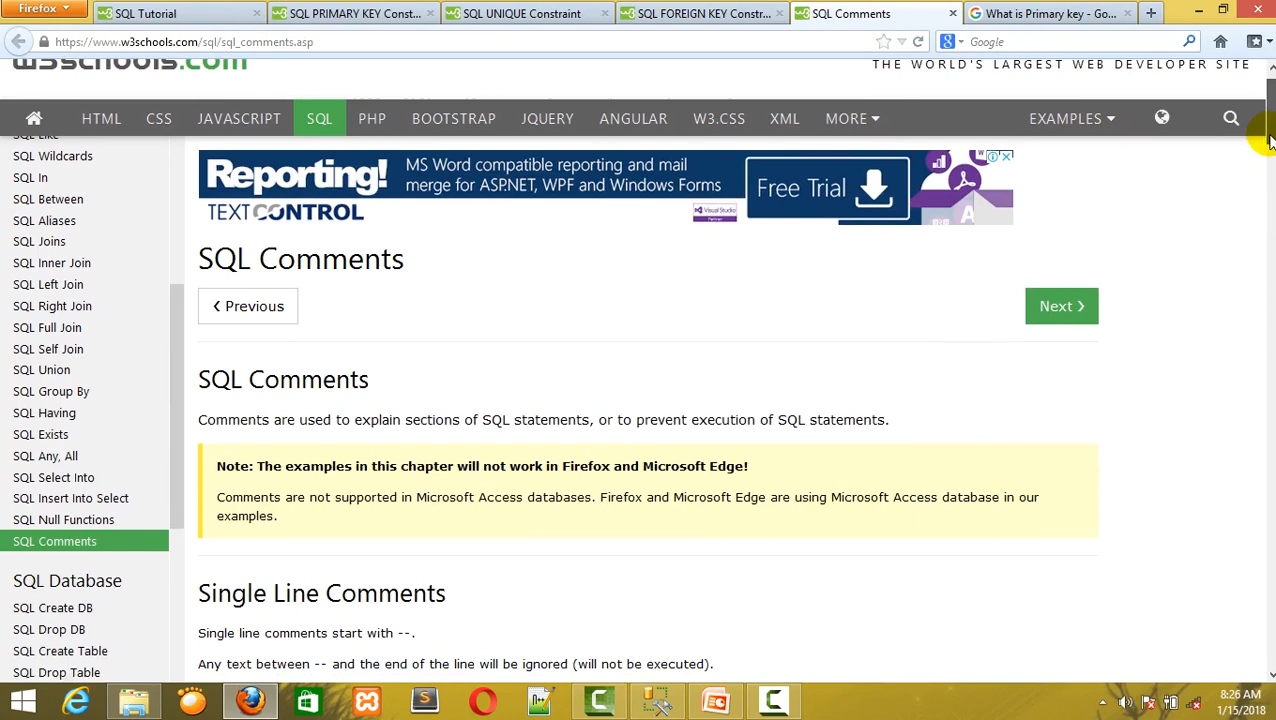 Firefox
SQL Tutorial
SQL PRIMARY KEY Const...
SQL UNIQUE Constraint
SQL FOREIGN KEY Constr...
SQL Comments
What is Primary key - Go...
https://www.w3schools.com/sql/sql_comments.asp
Google
w3schools.com
THE WORLD'S LARGEST WEB DEVELOPER SITE
HTML CSS JAVASCRIPT SQL PHP BOOTSTRAP JQUERY ANGULAR W3.CSS XML MORE EXAMPLES
SQL Like
SQL Wildcards
SQL In
SQL Between
SQL Aliases
SQL Joins
SQL Inner Join
SQL Left Join
SQL Right Join
SQL Full Join
SQL Self Join
SQL Union
SQL Group By
SQL Having
SQL Exists
SQL Any, All
SQL Select Into
SQL Insert Into Select
SQL Null Functions
SQL Comments
SQL Database
SQL Create DB
SQL Drop DB
SQL Create Table
SQL Drop Table
Reporting!
MS Word compatible reporting and mail
merge for ASP.NET, WPF and Windows Forms
TEXT CONTROL
Visual Studio
Partner
Free Trial
SQL Comments
❮ Previous
Next ❯
SQL Comments
Comments are used to explain sections of SQL statements, or to prevent execution of SQL statements.
Note: The examples in this chapter will not work in Firefox and Microsoft Edge!
Comments are not supported in Microsoft Access databases. Firefox and Microsoft Edge are using Microsoft Access database in our
examples.
Single Line Comments
Single line comments start with --.
Any text between -- and the end of the line will be ignored (will not be executed).
8:26 AM
1/15/2018